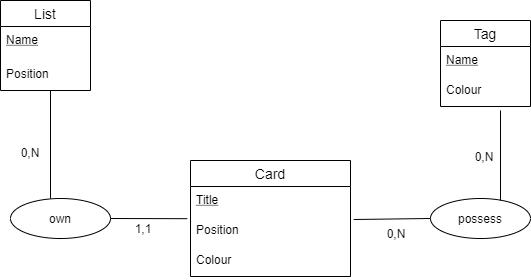 List
Name
Position
Tag
Name
Colour
0,N
0,N
Card
Title
Position
Colour
own
1,1
0,N
possess